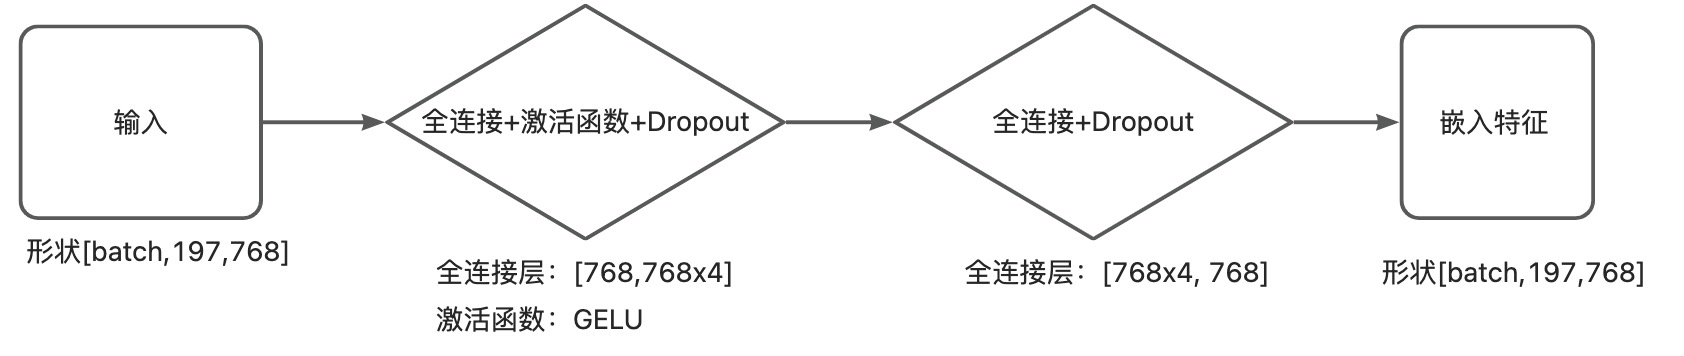 输入
全连接+激活函数+Dropout
全连接+Dropout
嵌入特征
形状[batch,197,768]
全连接层：[768,768x4]
激活函数：GELU
全连接层：[768x4, 768]
形状[batch,197,768]